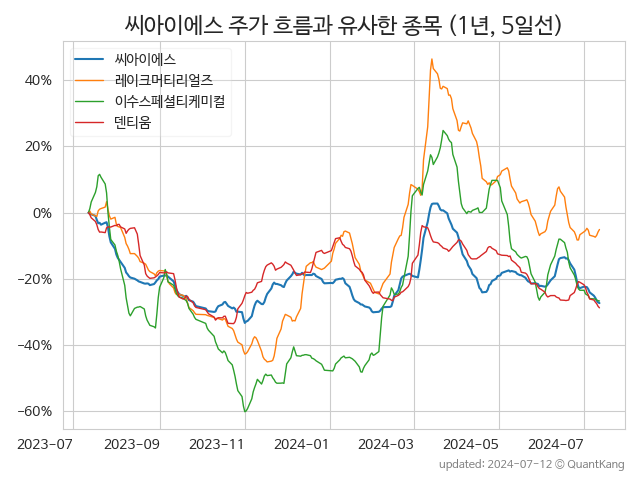 씨아이에스 주가 흐름과 유사한 종목 (1년, 5일선)
씨아이에스
레이크머티리얼즈
이수스페셜티케미컬
덴티움
40%
20%
0%
−20%
−40%
−60%
2023-07 2023-09 2023-11 2024-01 2024-03 2024-05 2024-07
updated: 2024-07-12 © QuantKang